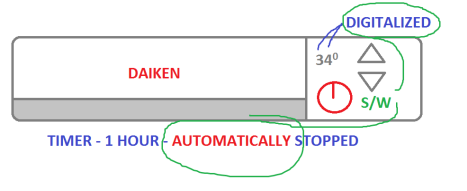 DIGITALIZED
34⁰
DAIKEN
S/W
TIMER - 1 HOUR - AUTOMATICALLY STOPPED